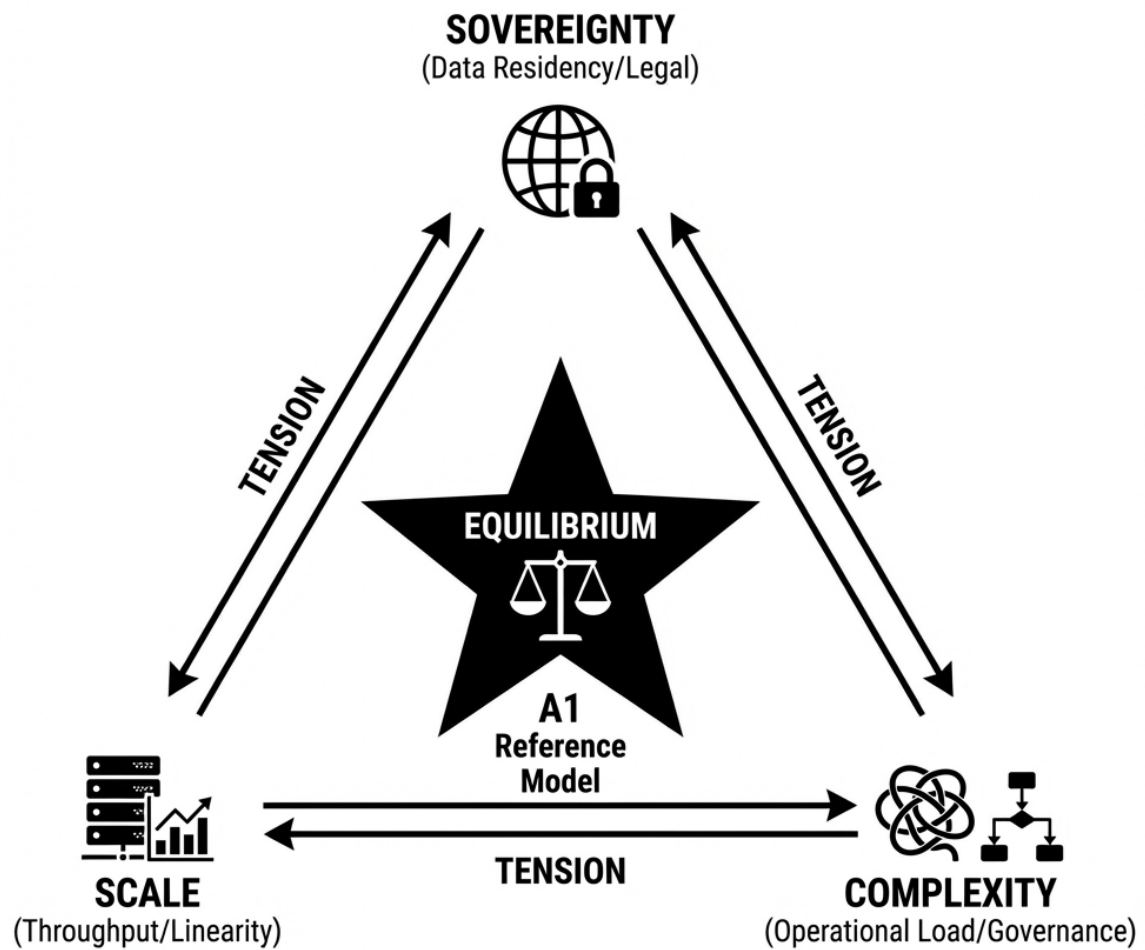 SOVEREIGNTY
(Data Residency/Legal)
TENSION
TENSION
EQUILIBRIUM
A1
Reference
Model
TENSION
SCALE
(Throughput/Linearity)
COMPLEXITY
(Operational Load/Governance)